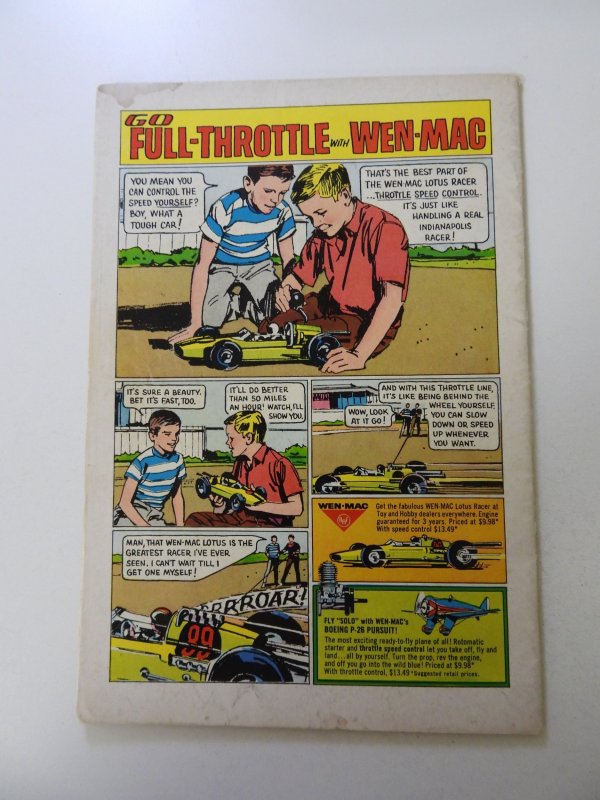 GO
FULL-THROTTLE WITH WEN-MAC
YOU MEAN YOU
CAN CONTROL THE
SPEED YOURSELF?
BOY, WHAT A
TOUGH CAR!
THAT'S THE BEST PART OF
THE WEN-MAC LOTUS RACER
...THROTTLE SPEED CONTROL.
IT'S JUST LIKE
HANDLING A REAL
INDIANAPOLIS
RACER!
IT'S SURE A BEAUTY.
BET IT'S FAST, TOO.
IT'LL DO BETTER
THAN 50 MILES
AN HOUR! WATCH, I'LL
SHOW YOU.
WOW, LOOK
AT IT GO!
AND WITH THIS THROTTLE LINE,
IT'S LIKE BEING BEHIND THE
WHEEL YOURSELF.
YOU CAN SLOW
DOWN OR SPEED
UP WHENEVER
YOU WANT.
MAN, THAT WEN-MAC LOTUS IS THE
GREATEST RACER I'VE EVER
SEEN. I CAN'T WAIT TILL I
GET ONE MYSELF!
RRRROAR!
99
WEN-MAC
Get the fabulous WEN-MAC Lotus Racer at
Toy and Hobby dealers everywhere. Engine
guaranteed for 3 years. Priced at $9.98*
With speed control $13.49*
FLY "SOLO" with WEN-MAC's
BOEING P-26 PURSUIT!
The most exciting ready-to-fly plane of all! Rotomatic
starter and throttle speed control let you take off, fly and
land...all by yourself. Turn the prop, rev the engine,
and off you go into the wild blue! Priced at $9.98*
With throttle control, $13.49 *Suggested retail prices.